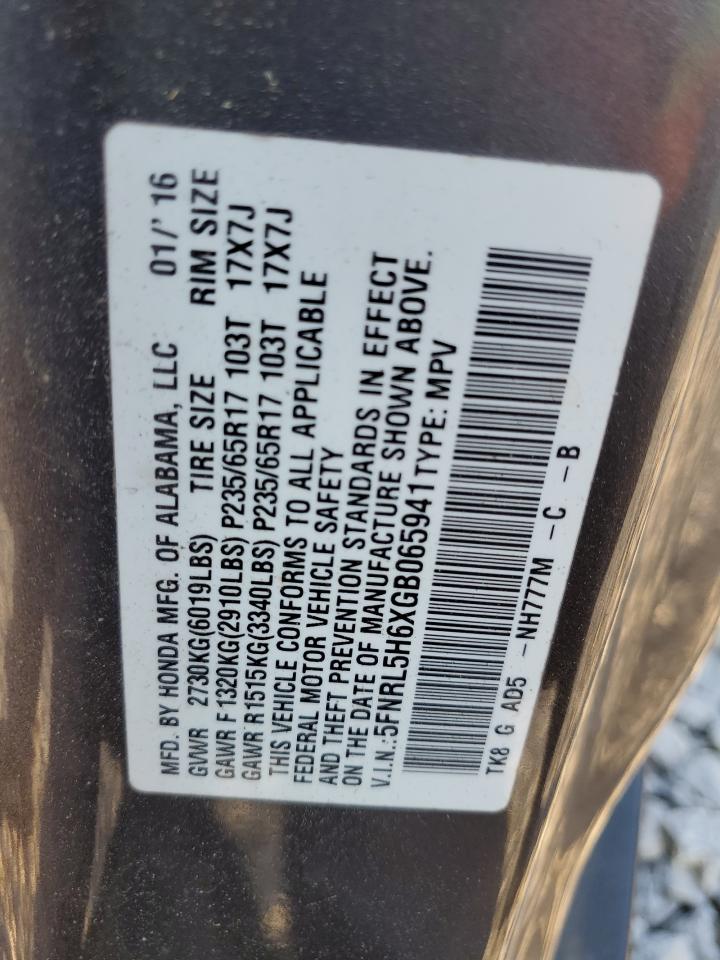 MFD. BY HONDA MFG. OF ALABAMA, LLC 01/' 16
GVWR 2730KG(6019LBS) TIRE SIZE RIM SIZE
GAWR F1320KG(2910LBS) P235/65R17 103T 17X7J
GAWR R1515KG(3340LBS) P235/65R17 103T 17X7J
THIS VEHICLE CONFORMS TO ALL APPLICABLE
FEDERAL MOTOR VEHICLE SAFETY
AND THEFT PREVENTION STANDARDS IN EFFECT
ON THE DATE OF MANUFACTURE SHOWN ABOVE.
V.I.N.:5FNRL5H6XGB065941 TYPE: MPV
TK8 G AD5 -NH777M -C -B